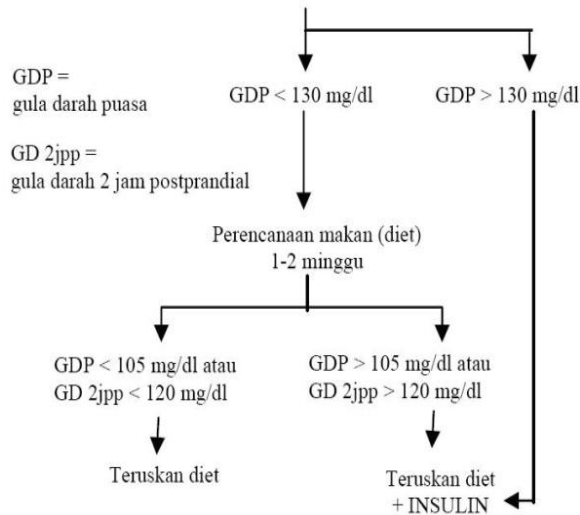 GDP =
gula darah puasa
GD 2jpp =
gula darah 2 jam postprandial
GDP < 130 mg/dl
GDP > 130 mg/dl
Perencanaan makan (diet)
1-2 minggu
GDP < 105 mg/dl atau
GD 2jpp < 120 mg/dl
GDP > 105 mg/dl atau
GD 2jpp > 120 mg/dl
Teruskan diet
Teruskan diet
+ INSULIN